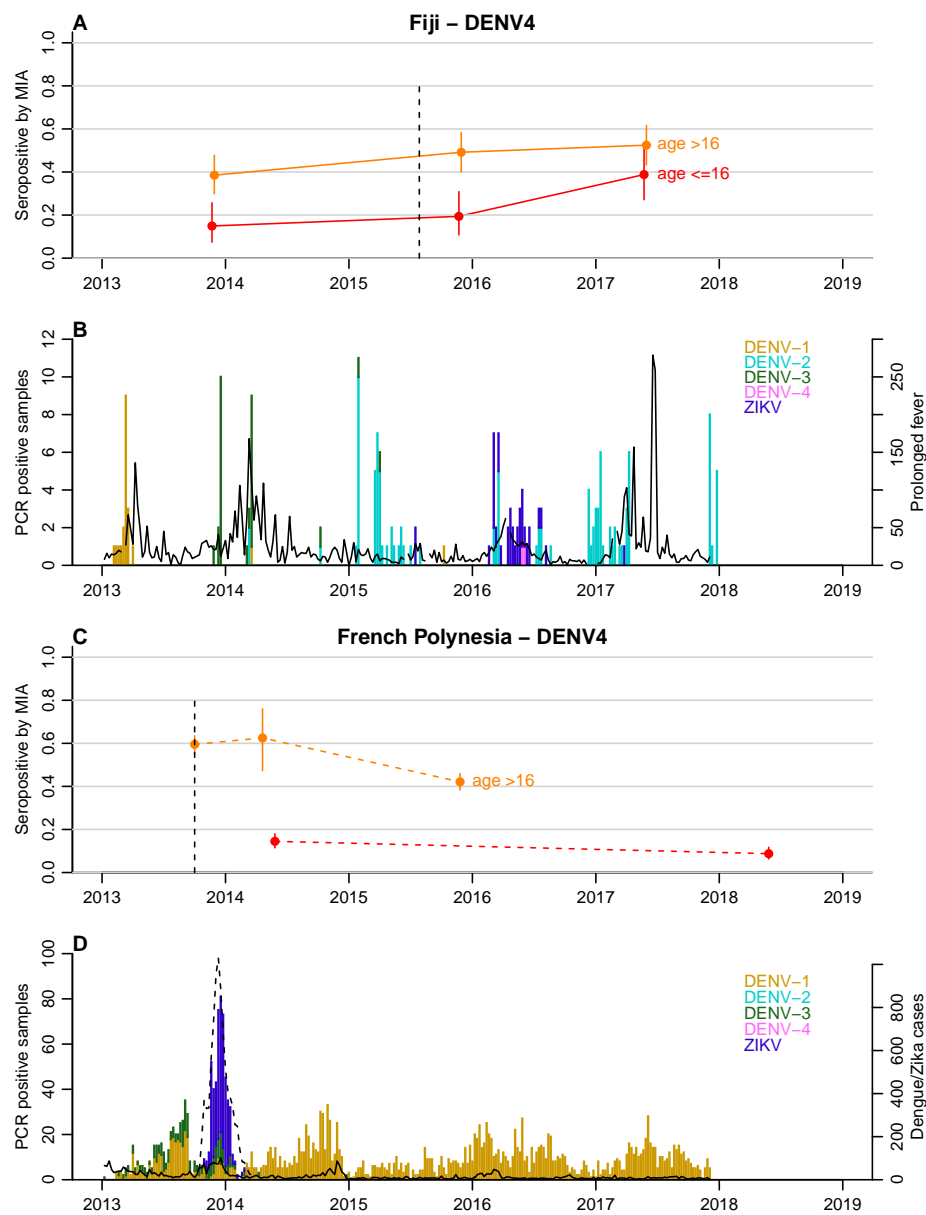 A
Fiji – DENV4
Seropositive by MIA
0.0 0.2 0.4 0.6 0.8 1.0
age >16
age <=16
2013 2014 2015 2016 2017 2018 2019
B
PCR positive samples
0 2 4 6 8 10 12
DENV−1
DENV−2
DENV−3
DENV−4
ZIKV
0 50 150 250
Prolonged fever
2013 2014 2015 2016 2017 2018 2019
C
French Polynesia – DENV4
Seropositive by MIA
0.0 0.2 0.4 0.6 0.8 1.0
age >16
2013 2014 2015 2016 2017 2018 2019
D
PCR positive samples
0 20 40 60 80 100
DENV−1
DENV−2
DENV−3
DENV−4
ZIKV
0 200 400 600 800
Dengue/Zika cases
2013 2014 2015 2016 2017 2018 2019